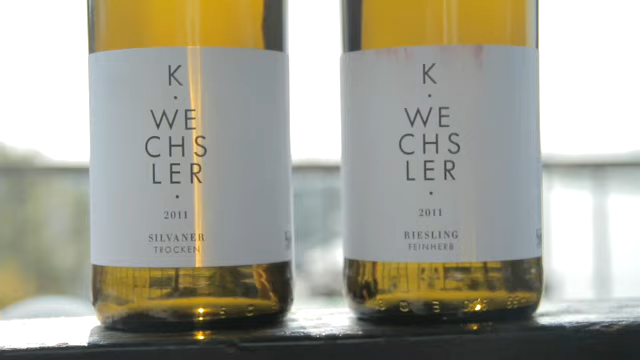 K
·
WE
CHS
LER
·
2011
SILVANER
TROCKEN
K
·
WE
CHS
LER
·
2011
RIESLING
FEINHERB